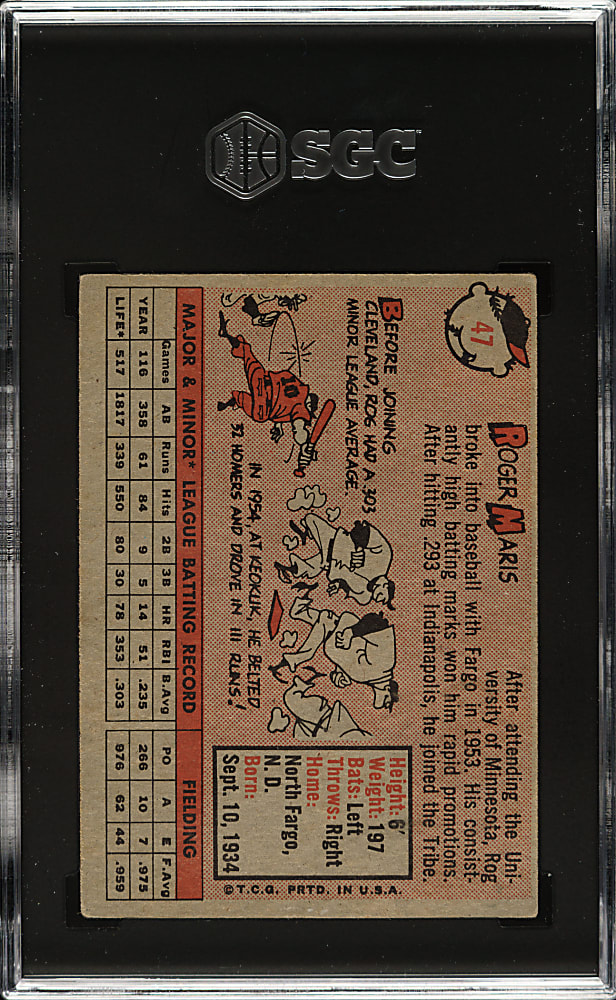 SGC
47
ROGER MARIS
After attending the Uni-
versity of Minnesota, Rog
broke into baseball with Fargo in 1953. His consist-
antly high batting marks won him rapid promotions.
After hitting .293 at Indianapolis, he joined the Tribe.
BEFORE JOINING
CLEVELAND, ROG HAD A .303
MINOR LEAGUE AVERAGE.
IN 1954, AT KEOKUK, HE BELTED
32 HOMERS AND DROVE IN 111 RUNS!
Height: 6'
Weight: 197
Bats: Left
Throws: Right
Home:
North Fargo,
N. D.
Born:
Sept. 10, 1934
©T.C.G. PRTD. IN U.S.A.
MAJOR & MINOR* LEAGUE BATTING RECORD FIELDING
Games AB Runs Hits 2B 3B HR RBI B.Avg PO A E F.Avg
YEAR 116 358 61 84 9 5 14 51 .235 266 10 7 .975
LIFE* 517 1817 339 550 80 30 78 353 .303 976 62 44 .959